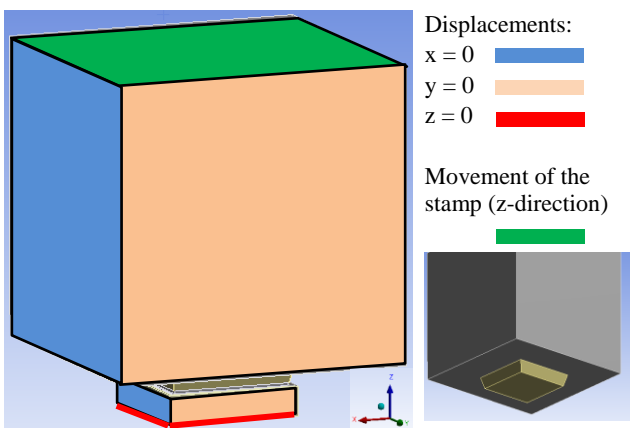 Displacements:
x = 0
y = 0
z = 0
Movement of the
stamp (z-direction)
Z
X
Y